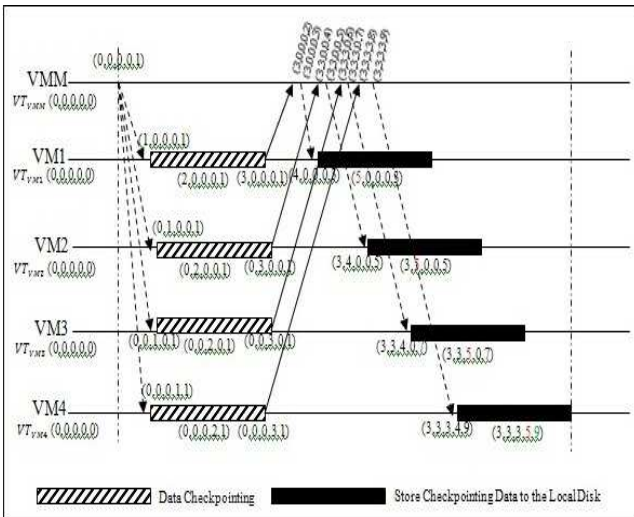 (0,0,0,0,1)
(3,0,0,0,2)
(3,0,0,0,3)
(3,3,0,0,4)
(3,3,0,0,5)
(3,3,3,0,6)
(3,3,3,0,7)
(3,3,3,3,8)
(3,3,3,3,9)
VMM
VT_VMM (0,0,0,0,0)
(1,0,0,0,1)
VM1
VT_VM1 (0,0,0,0,0)
(2,0,0,0,1)
(3,0,0,0,1)
(4,0,0,0,3)
(5,0,0,0,3)
(0,1,0,0,1)
VM2
VT_VM2 (0,0,0,0,0)
(0,2,0,0,1)
(0,3,0,0,1)
(3,4,0,0,5)
(3,5,0,0,5)
VM3
VT_VM3 (0,0,0,0,0)
(0,0,1,0,1)
(0,0,2,0,1)
(0,0,3,0,1)
(3,3,4,0,7)
(3,3,5,0,7)
(0,0,0,1,1)
VM4
VT_VM4 (0,0,0,0,0)
(0,0,0,2,1)
(0,0,0,3,1)
(3,3,3,4,9)
(3,3,3,5,9)
Data Checkpointing
Store Checkpointing Data to the Local Disk